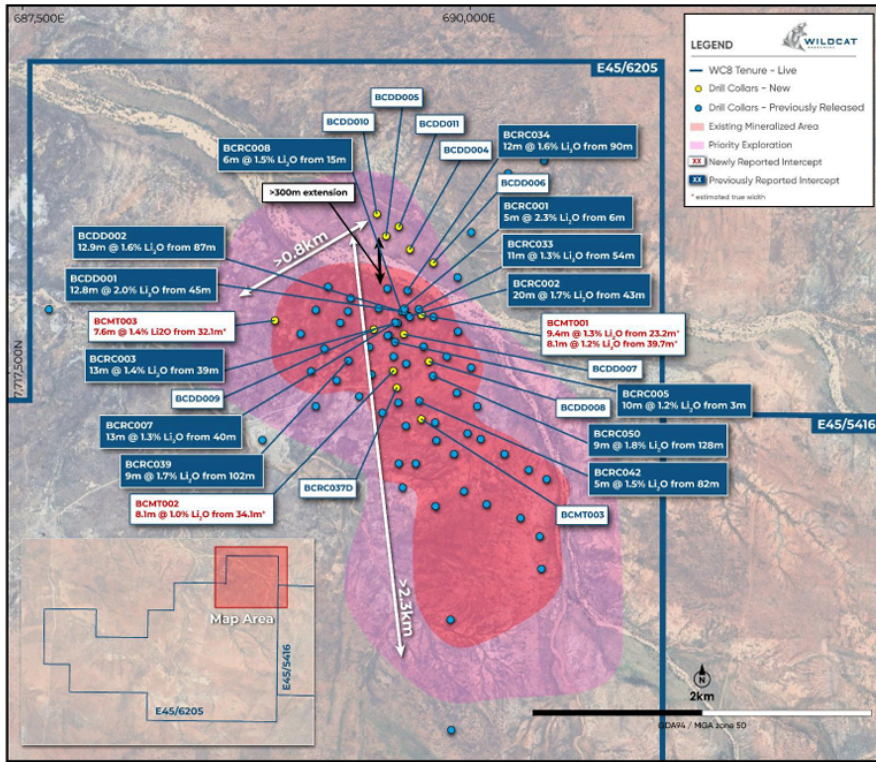 687,500E
690,000E
LEGEND
WILDCAT
WC8 Tenure - Live
Drill Collars - New
Drill Collars - Previously Released
Existing Mineralized Area
Priority Exploration
XX Newly Reported Intercept
XX Previously Reported Intercept
* estimated true width
E45/6205
BCDD005
BCDD010
BCDD011
BCDD004
BCRC008
6m @ 1.5% Li₂O from 15m
BCRC034
12m @ 1.6% Li₂O from 90m
>300m extension
BCDD006
BCRC001
5m @ 2.3% Li₂O from 6m
>0.8km
BCDD002
12.9m @ 1.6% Li₂O from 87m
BCRC033
11m @ 1.3% Li₂O from 54m
BCDD001
12.8m @ 2.0% Li₂O from 45m
BCRC002
20m @ 1.7% Li₂O from 43m
BCMT003
7.6m @ 1.4% Li2O from 32.1m*
BCMT001
9.4m @ 1.3% Li₂O from 23.2m*
8.1m @ 1.2% Li₂O from 39.7m*
7,717,500N
BCRC003
13m @ 1.4% Li₂O from 39m
BCDD007
BCDD009
BCRC005
10m @ 1.2% Li₂O from 3m
BCDD008
BCRC007
13m @ 1.3% Li₂O from 40m
BCRC050
9m @ 1.8% Li₂O from 128m
E45/5416
BCRC039
9m @ 1.7% Li₂O from 102m
BCRC042
5m @ 1.5% Li₂O from 82m
BCRC037D
BCMT002
8.1m @ 1.0% Li₂O from 34.1m*
BCMT003
>2.3km
Map Area
E45/5416
E45/6205
N
2km
GDA94 / MGA zone 50